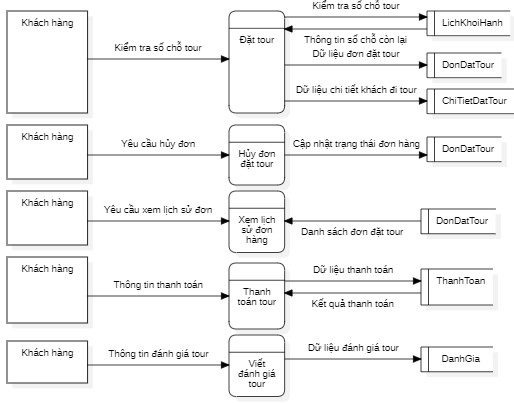 Khách hàng
Kiểm tra số chỗ tour
Đặt tour
Kiểm tra số chỗ tour
LichKhoiHanh
Thông tin số chỗ còn lại
Dữ liệu đơn đặt tour
DonDatTour
Dữ liệu chi tiết khách đi tour
ChiTietDatTour
Khách hàng
Yêu cầu hủy đơn
Hủy đơn
đặt tour
Cập nhật trạng thái đơn hàng
DonDatTour
Khách hàng
Yêu cầu xem lịch sử đơn
Xem lịch
sử đơn
hàng
Danh sách đơn đặt tour
DonDatTour
Khách hàng
Thông tin thanh toán
Thanh
toán tour
Dữ liệu thanh toán
ThanhToan
Kết quả thanh toán
Khách hàng
Thông tin đánh giá tour
Viết
đánh giá
tour
Dữ liệu đánh giá tour
DanhGia